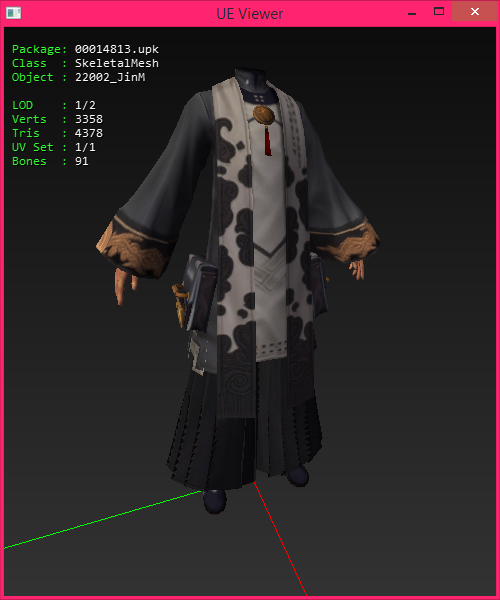 UE Viewer
Package: 00014813.upk
Class : SkeletalMesh
Object : 22002_JinM
LOD : 1/2
Verts : 3358
Tris : 4378
UV Set : 1/1
Bones : 91